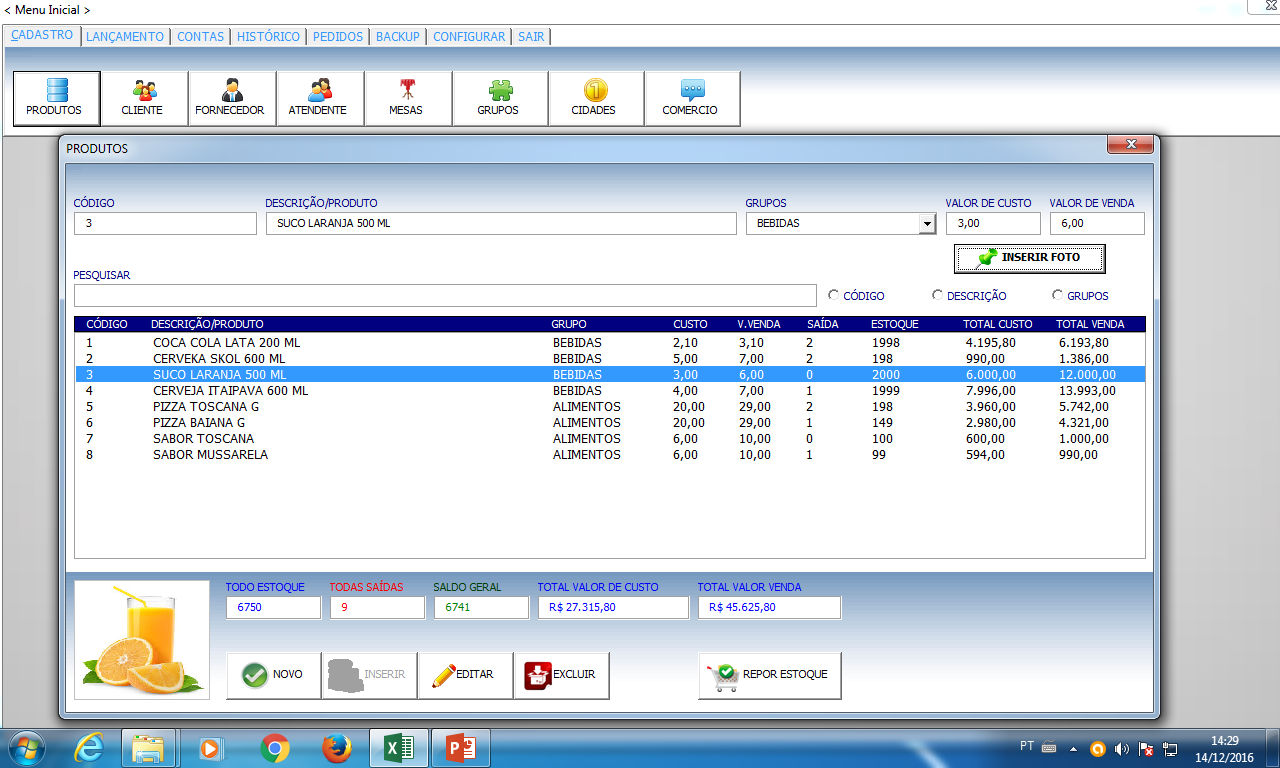 < Menu Inicial >
CADASTRO LANÇAMENTO CONTAS HISTÓRICO PEDIDOS BACKUP CONFIGURAR SAIR
PRODUTOS CLIENTE FORNECEDOR ATENDENTE MESAS GRUPOS CIDADES COMERCIO
PRODUTOS
CÓDIGO DESCRIÇÃO/PRODUTO GRUPOS VALOR DE CUSTO VALOR DE VENDA
3 SUCO LARANJA 500 ML BEBIDAS 3,00 6,00
INSERIR FOTO
PESQUISAR
CÓDIGO DESCRIÇÃO GRUPOS
CÓDIGO DESCRIÇÃO/PRODUTO GRUPO CUSTO V.VENDA SAÍDA ESTOQUE TOTAL CUSTO TOTAL VENDA
1 COCA COLA LATA 200 ML BEBIDAS 2,10 3,10 2 1998 4.195,80 6.193,80
2 CERVEKA SKOL 600 ML BEBIDAS 5,00 7,00 2 198 990,00 1.386,00
3 SUCO LARANJA 500 ML BEBIDAS 3,00 6,00 0 2000 6.000,00 12.000,00
4 CERVEJA ITAIPAVA 600 ML BEBIDAS 4,00 7,00 1 1999 7.996,00 13.993,00
5 PIZZA TOSCANA G ALIMENTOS 20,00 29,00 2 198 3.960,00 5.742,00
6 PIZZA BAIANA G ALIMENTOS 20,00 29,00 1 149 2.980,00 4.321,00
7 SABOR TOSCANA ALIMENTOS 6,00 10,00 0 100 600,00 1.000,00
8 SABOR MUSSARELA ALIMENTOS 6,00 10,00 1 99 594,00 990,00
TODO ESTOQUE TODAS SAÍDAS SALDO GERAL TOTAL VALOR DE CUSTO TOTAL VALOR VENDA
6750 9 6741 R$ 27.315,80 R$ 45.625,80
NOVO INSERIR EDITAR EXCLUIR REPOR ESTOQUE
PT 14:29
14/12/2016